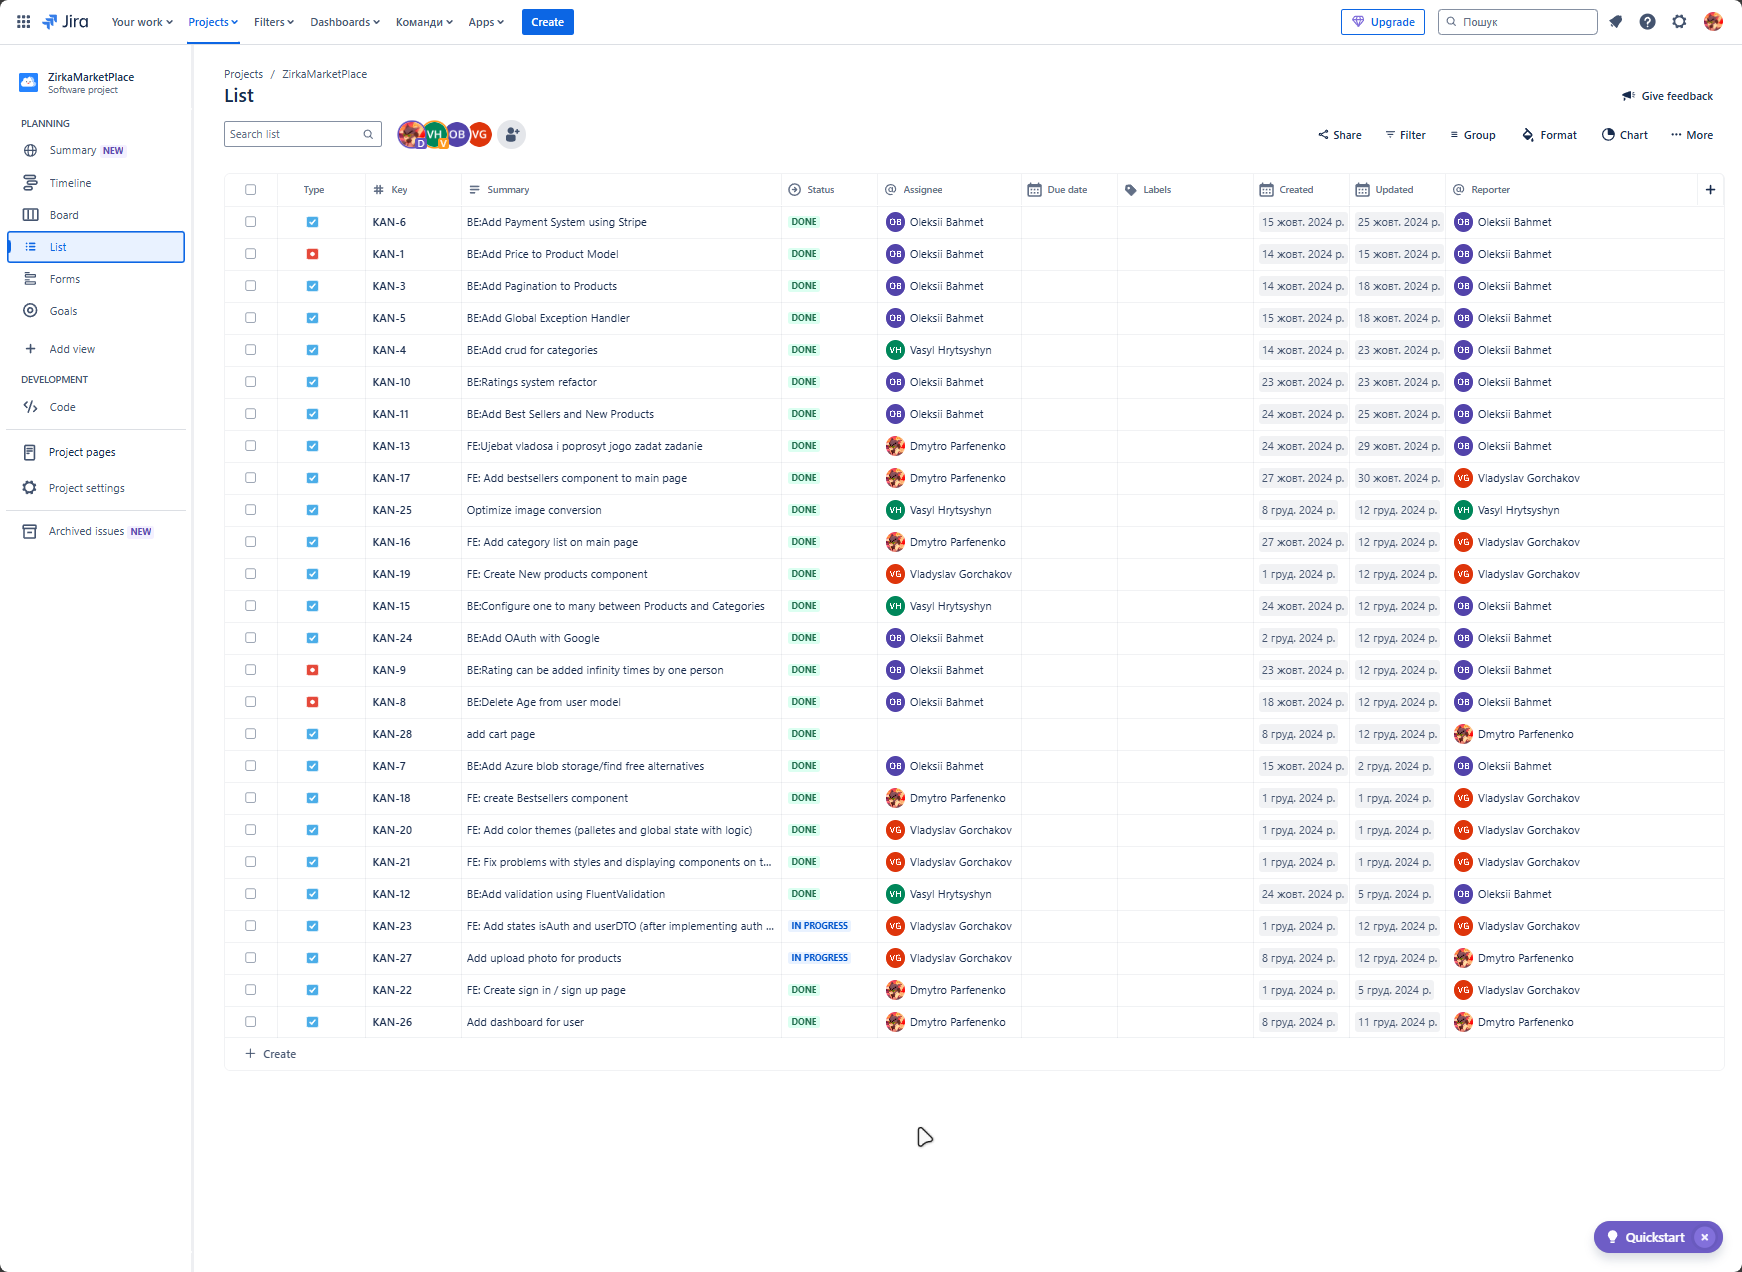 Jira Your work Projects Filters Dashboards Команди Apps Create Upgrade Пошук
ZirkaMarketPlace
Software project
PLANNING
Summary NEW
Timeline
Board
List
Forms
Goals
Add view
DEVELOPMENT
Code
Project pages
Project settings
Archived issues NEW
Projects / ZirkaMarketPlace
List
Give feedback
Search list D VH V OB VG Share Filter Group Format Chart More
Type Key Summary Status Assignee Due date Labels Created Updated Reporter
KAN-6 BE:Add Payment System using Stripe DONE OB Oleksii Bahmet 15 жовт. 2024 р. 25 жовт. 2024 р. OB Oleksii Bahmet
KAN-1 BE:Add Price to Product Model DONE OB Oleksii Bahmet 14 жовт. 2024 р. 15 жовт. 2024 р. OB Oleksii Bahmet
KAN-3 BE:Add Pagination to Products DONE OB Oleksii Bahmet 14 жовт. 2024 р. 18 жовт. 2024 р. OB Oleksii Bahmet
KAN-5 BE:Add Global Exception Handler DONE OB Oleksii Bahmet 15 жовт. 2024 р. 18 жовт. 2024 р. OB Oleksii Bahmet
KAN-4 BE:Add crud for categories DONE VH Vasyl Hrytsyshyn 14 жовт. 2024 р. 23 жовт. 2024 р. OB Oleksii Bahmet
KAN-10 BE:Ratings system refactor DONE OB Oleksii Bahmet 23 жовт. 2024 р. 23 жовт. 2024 р. OB Oleksii Bahmet
KAN-11 BE:Add Best Sellers and New Products DONE OB Oleksii Bahmet 24 жовт. 2024 р. 25 жовт. 2024 р. OB Oleksii Bahmet
KAN-13 FE:Ujebat vladosa i poprosyt jogo zadat zadanie DONE Dmytro Parfenenko 24 жовт. 2024 р. 29 жовт. 2024 р. OB Oleksii Bahmet
KAN-17 FE: Add bestsellers component to main page DONE Dmytro Parfenenko 27 жовт. 2024 р. 30 жовт. 2024 р. VG Vladyslav Gorchakov
KAN-25 Optimize image conversion DONE VH Vasyl Hrytsyshyn 8 груд. 2024 р. 12 груд. 2024 р. VH Vasyl Hrytsyshyn
KAN-16 FE: Add category list on main page DONE Dmytro Parfenenko 27 жовт. 2024 р. 12 груд. 2024 р. VG Vladyslav Gorchakov
KAN-19 FE: Create New products component DONE VG Vladyslav Gorchakov 1 груд. 2024 р. 12 груд. 2024 р. VG Vladyslav Gorchakov
KAN-15 BE:Configure one to many between Products and Categories DONE VH Vasyl Hrytsyshyn 24 жовт. 2024 р. 12 груд. 2024 р. OB Oleksii Bahmet
KAN-24 BE:Add OAuth with Google DONE OB Oleksii Bahmet 2 груд. 2024 р. 12 груд. 2024 р. OB Oleksii Bahmet
KAN-9 BE:Rating can be added infinity times by one person DONE OB Oleksii Bahmet 23 жовт. 2024 р. 12 груд. 2024 р. OB Oleksii Bahmet
KAN-8 BE:Delete Age from user model DONE OB Oleksii Bahmet 18 жовт. 2024 р. 12 груд. 2024 р. OB Oleksii Bahmet
KAN-28 add cart page DONE 8 груд. 2024 р. 12 груд. 2024 р. Dmytro Parfenenko
KAN-7 BE:Add Azure blob storage/find free alternatives DONE OB Oleksii Bahmet 15 жовт. 2024 р. 2 груд. 2024 р. OB Oleksii Bahmet
KAN-18 FE: create Bestsellers component DONE Dmytro Parfenenko 1 груд. 2024 р. 1 груд. 2024 р. VG Vladyslav Gorchakov
KAN-20 FE: Add color themes (palletes and global state with logic) DONE VG Vladyslav Gorchakov 1 груд. 2024 р. 1 груд. 2024 р. VG Vladyslav Gorchakov
KAN-21 FE: Fix problems with styles and displaying components on t... DONE VG Vladyslav Gorchakov 1 груд. 2024 р. 1 груд. 2024 р. VG Vladyslav Gorchakov
KAN-12 BE:Add validation using FluentValidation DONE VH Vasyl Hrytsyshyn 24 жовт. 2024 р. 5 груд. 2024 р. OB Oleksii Bahmet
KAN-23 FE: Add states isAuth and userDTO (after implementing auth ... IN PROGRESS VG Vladyslav Gorchakov 1 груд. 2024 р. 12 груд. 2024 р. VG Vladyslav Gorchakov
KAN-27 Add upload photo for products IN PROGRESS VG Vladyslav Gorchakov 8 груд. 2024 р. 12 груд. 2024 р. Dmytro Parfenenko
KAN-22 FE: Create sign in / sign up page DONE Dmytro Parfenenko 1 груд. 2024 р. 5 груд. 2024 р. VG Vladyslav Gorchakov
KAN-26 Add dashboard for user DONE Dmytro Parfenenko 8 груд. 2024 р. 11 груд. 2024 р. Dmytro Parfenenko
Create
Quickstart